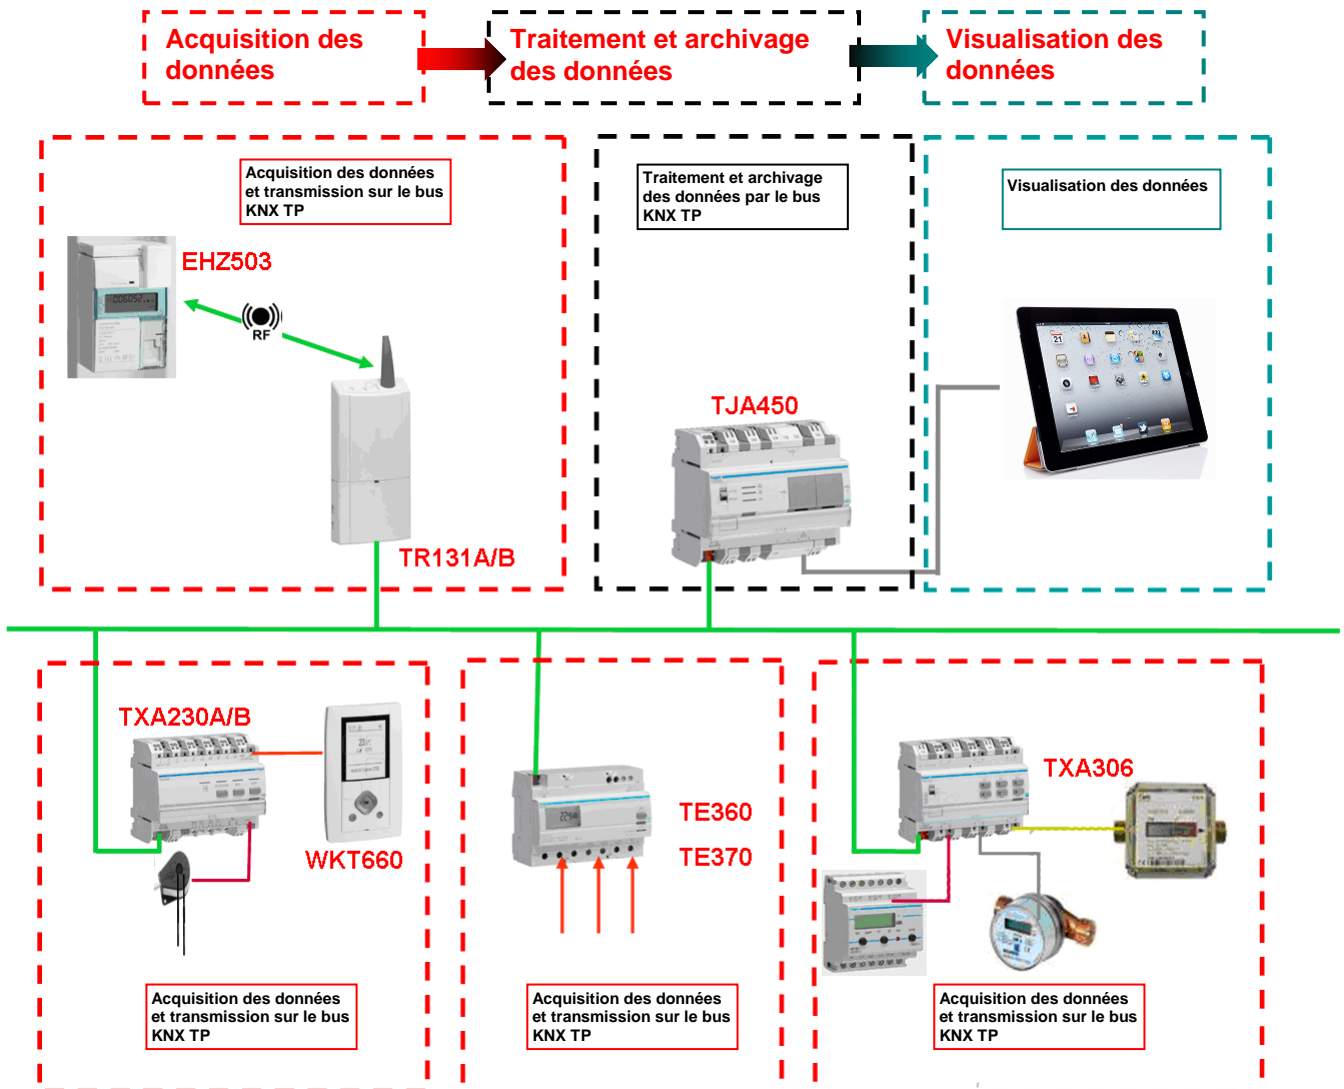 Acquisition des
données
Traitement et archivage
des données
Visualisation des
données
Acquisition des données
et transmission sur le bus
KNX TP
Traitement et archivage
des données par le bus
KNX TP
Visualisation des données
EHZ503
RF
TR131A/B
TJA450
21
TXA230A/B
WKT660
TE360
TE370
TXA306
Acquisition des données
et transmission sur le bus
KNX TP
Acquisition des données
et transmission sur le bus
KNX TP
Acquisition des données
et transmission sur le bus
KNX TP